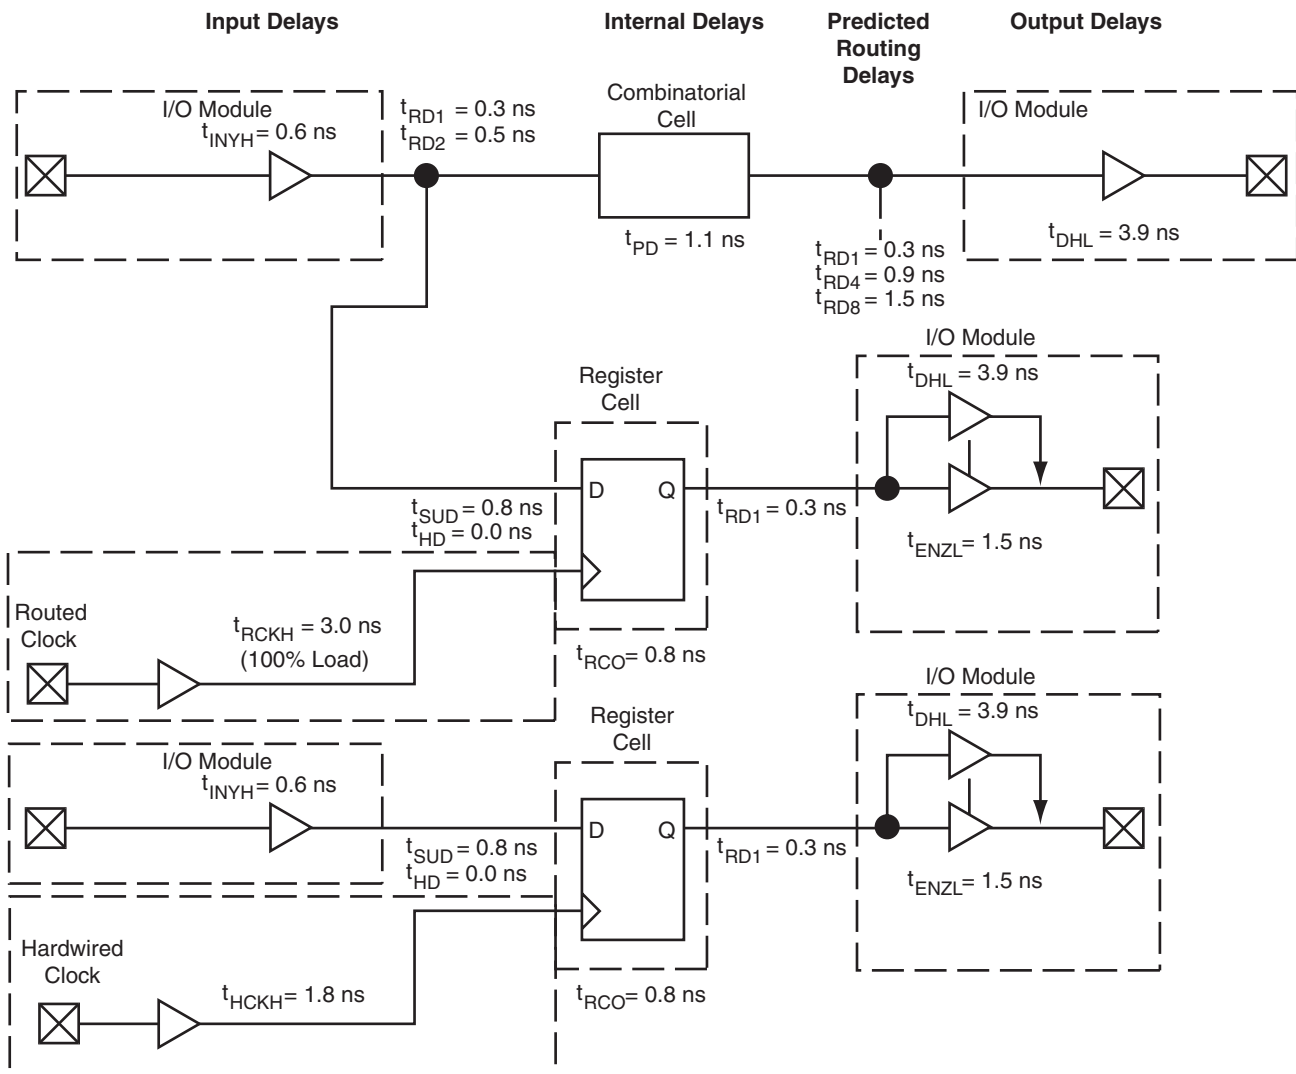 Input Delays
Internal Delays
Predicted
Routing
Delays
Output Delays
I/O Module
tINYH = 0.6 ns
tRD1 = 0.3 ns
tRD2 = 0.5 ns
Combinatorial
Cell
tPD = 1.1 ns
tRD1 = 0.3 ns
tRD4 = 0.9 ns
tRD8 = 1.5 ns
I/O Module
tDHL = 3.9 ns
Register
Cell
D
Q
tSUD = 0.8 ns
tHD = 0.0 ns
tRD1 = 0.3 ns
I/O Module
tDHL = 3.9 ns
tENZL = 1.5 ns
Routed
Clock
tRCKH = 3.0 ns
(100% Load)
tRCO = 0.8 ns
I/O Module
tINYH = 0.6 ns
Register
Cell
D
Q
tSUD = 0.8 ns
tHD = 0.0 ns
tRD1 = 0.3 ns
I/O Module
tDHL = 3.9 ns
tENZL = 1.5 ns
Hardwired
Clock
tHCKH = 1.8 ns
tRCO = 0.8 ns